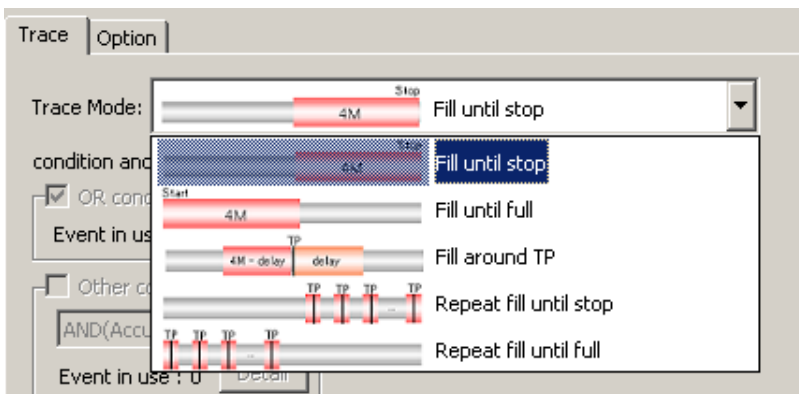 Trace Option
Trace Mode: Stop 4M Fill until stop
condition and Stop 4M Fill until stop
OR cond Start 4M Fill until full
Event in us
TP 4M - delay delay Fill around TP
Other co TP TP TP TP ... Repeat fill until stop
AND(Accu TP TP TP TP ... Repeat fill until full
Event in use : 0 Detail